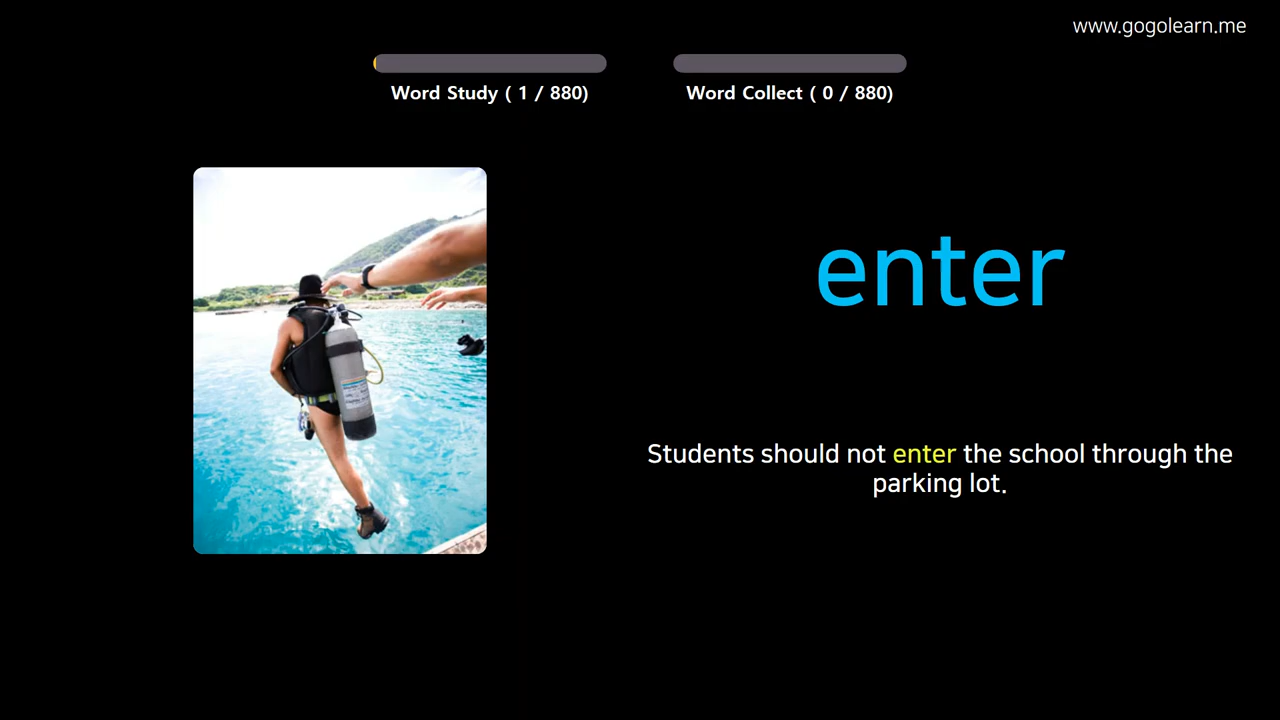 www.gogolearn.me
Word Study ( 1 / 880)
Word Collect ( 0 / 880)
enter
Students should not enter the school through the
parking lot.